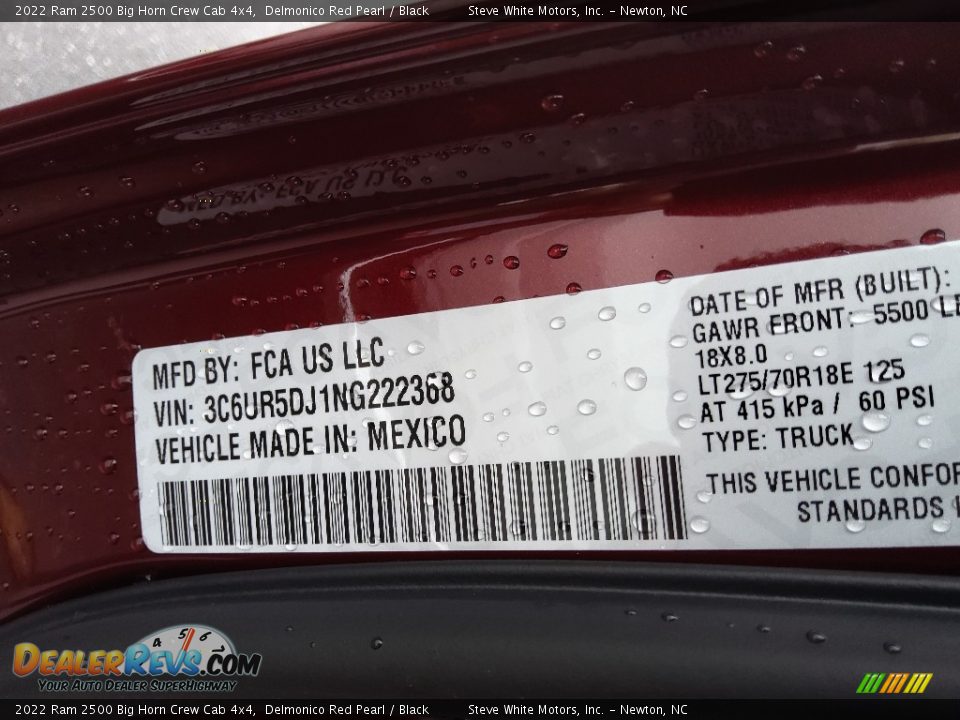 2022 Ram 2500 Big Horn Crew Cab 4x4, Delmonico Red Pearl / Black Steve White Motors, Inc. - Newton, NC
MFD BY: FCA US LLC
VIN: 3C6UR5DJ1NG222368
VEHICLE MADE IN: MEXICO
DATE OF MFR (BUILT):
GAWR FRONT: 5500 LB
18X8.0
LT275/70R18E 125
AT 415 kPa / 60 PSI
TYPE: TRUCK
THIS VEHICLE CONFOR
STANDARDS
4 5 6
DEALERREVS.COM
YOUR AUTO DEALER SUPERHIGHWAY
2022 Ram 2500 Big Horn Crew Cab 4x4, Delmonico Red Pearl / Black Steve White Motors, Inc. - Newton, NC